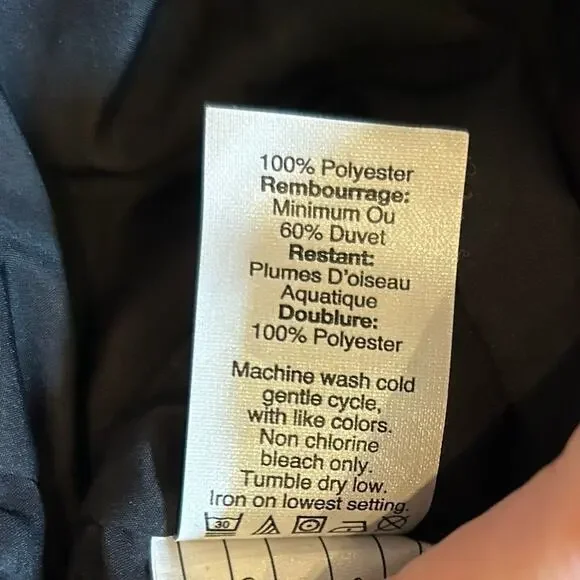 100% Polyester
Rembourrage:
Minimum Ou
60% Duvet
Restant:
Plumes D'oiseau
Aquatique
Doublure:
100% Polyester
Machine wash cold
gentle cycle,
with like colors.
Non chlorine
bleach only.
Tumble dry low.
Iron on lowest setting.
30